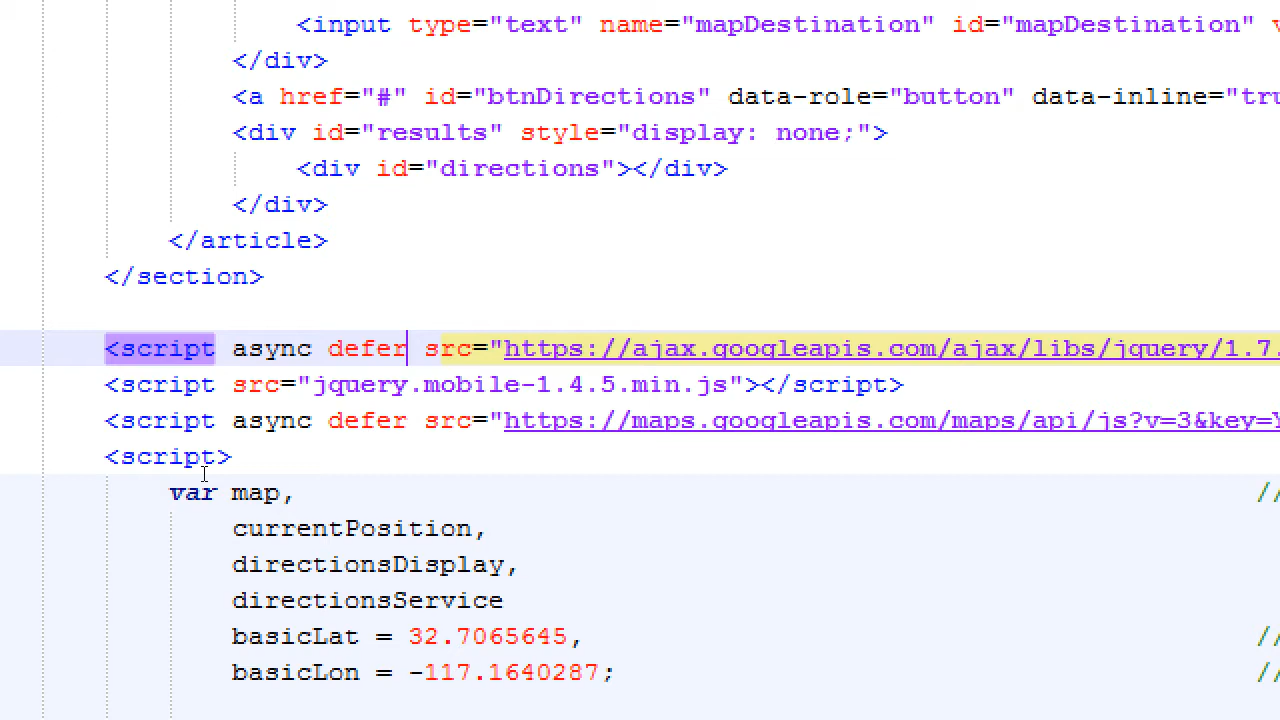 <input type="text" name="mapDestination" id="mapDestination" v
</div>
<a href="#" id="btnDirections" data-role="button" data-inline="tru
<div id="results" style="display: none;">
<div id="directions"></div>
</div>
</article>
</section>
<script async defer src="https://ajax.googleapis.com/ajax/libs/jquery/1.7.
<script src="jquery.mobile-1.4.5.min.js"></script>
<script async defer src="https://maps.googleapis.com/maps/api/js?v=3&key=Y
<script>
var map, //
currentPosition,
directionsDisplay,
directionsService
basicLat = 32.7065645, //
basicLon = -117.1640287; //